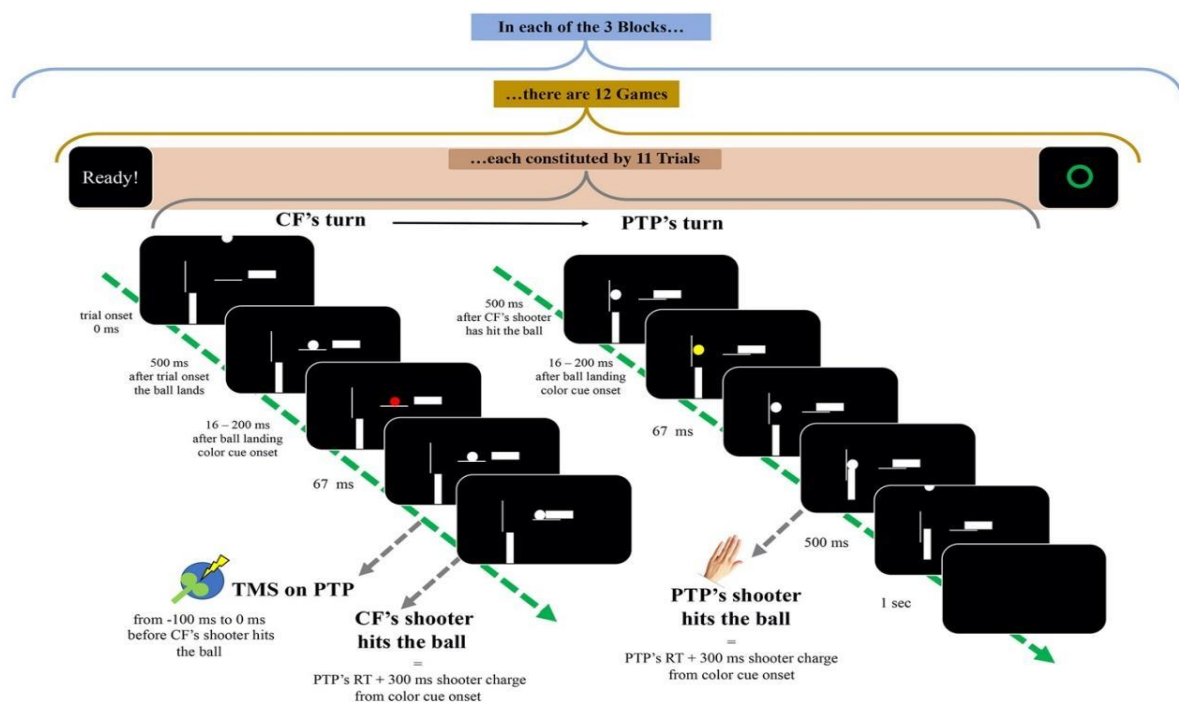 In each of the 3 Blocks…
…there are 12 Games
…each constituted by 11 Trials
Ready!
CF's turn
PTP's turn
trial onset
0 ms
500 ms
after trial onset
the ball lands
16 – 200 ms
after ball landing
color cue onset
67 ms
TMS on PTP
from -100 ms to 0 ms
before CF's shooter hits
the ball
CF's shooter
hits the ball
=
PTP's RT + 300 ms shooter charge
from color cue onset
500 ms
after CF's shooter
has hit the ball
16 – 200 ms
after ball landing
color cue onset
67 ms
500 ms
1 sec
PTP's shooter
hits the ball
=
PTP's RT + 300 ms shooter charge
from color cue onset